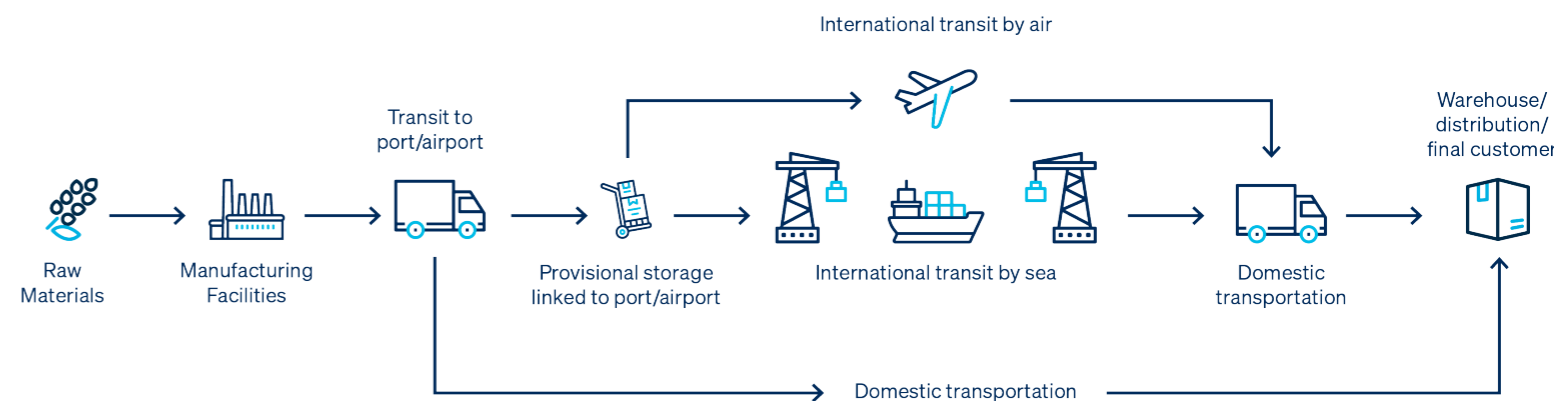 International transit by air
Warehouse/
distribution/
final customer
Transit to
port/airport
Raw
Materials
Manufacturing
Facilities
Provisional storage
linked to port/airport
International transit by sea
Domestic
transportation
Domestic transportation